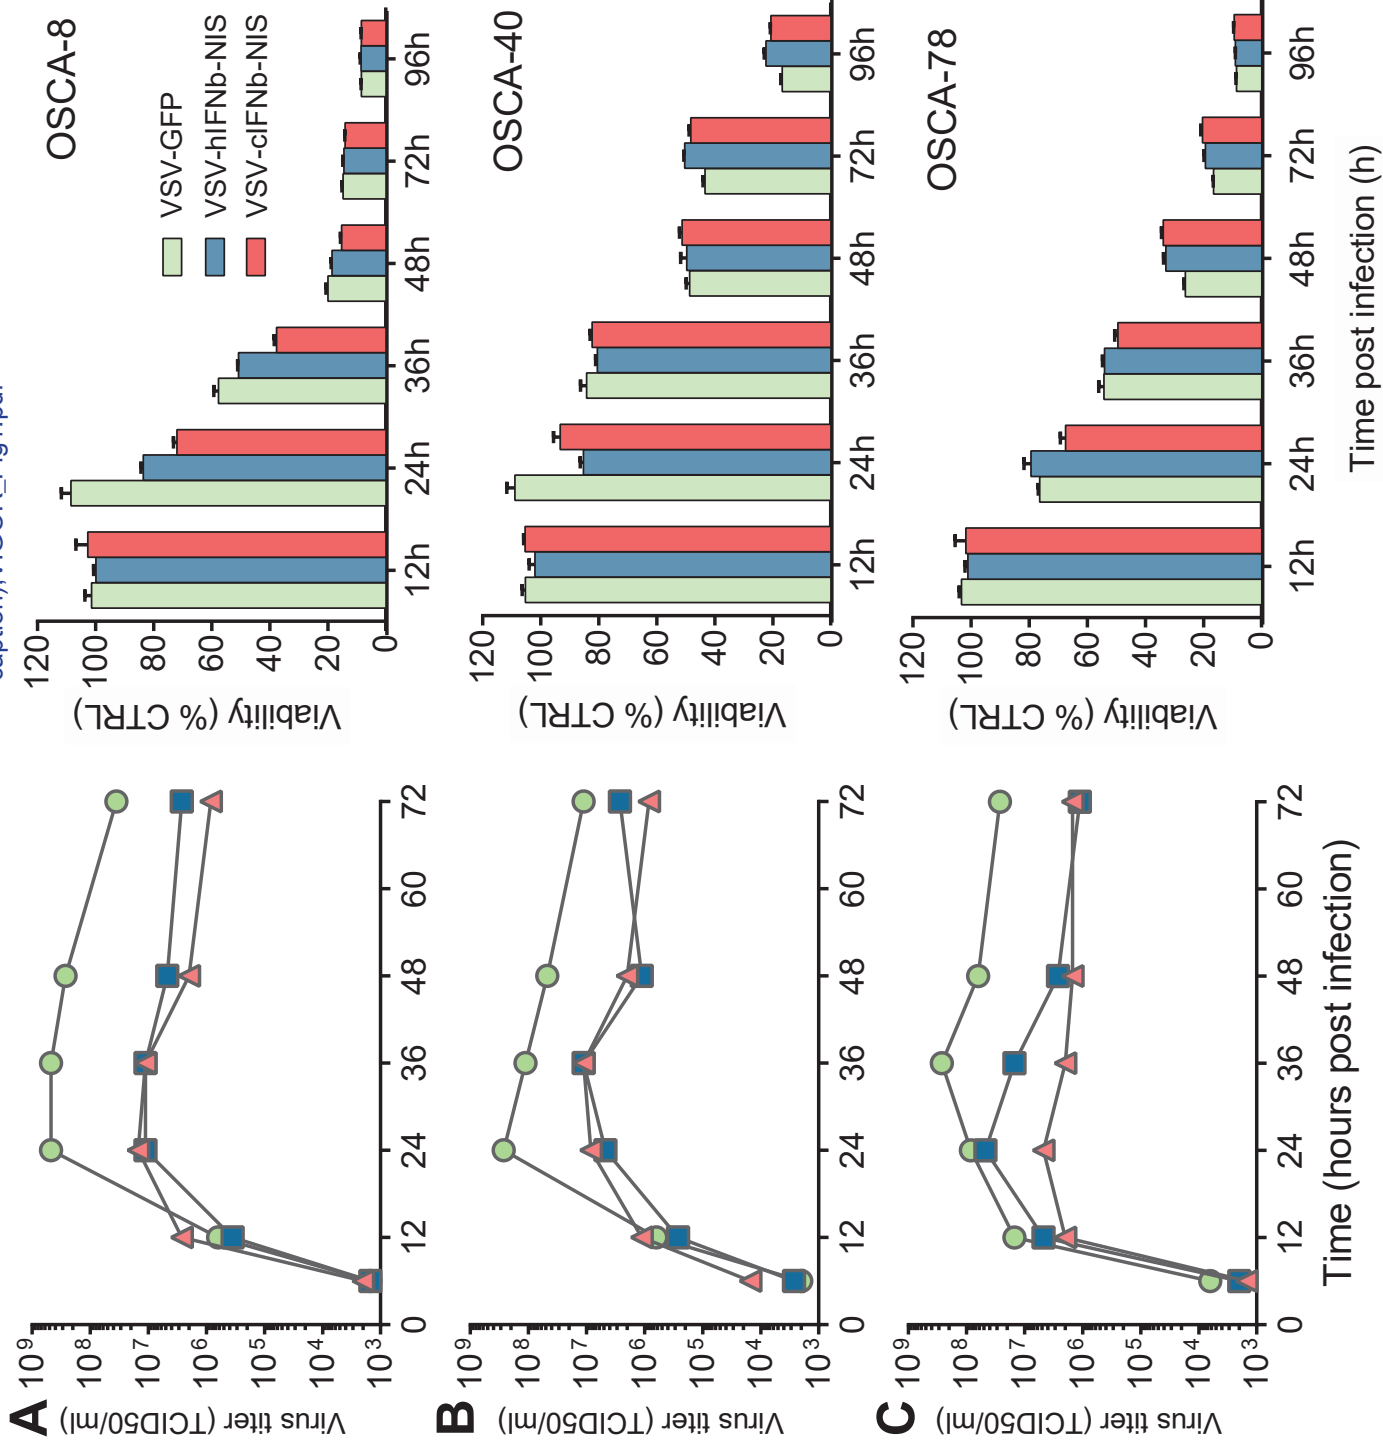 A
Virus titer (TCID50/ml)
10⁹
10⁸
10⁷
10⁶
10⁵
10⁴
10³
0 12 24 36 48 60 72
Viability (% CTRL)
120
100
80
60
40
20
0
12h 24h 36h 48h 72h 96h
OSCA-8
VSV-GFP
VSV-hIFNb-NIS
VSV-cIFNb-NIS
B
Virus titer (TCID50/ml)
10⁹
10⁸
10⁷
10⁶
10⁵
10⁴
10³
0 12 24 36 48 60 72
Viability (% CTRL)
120
100
80
60
40
20
0
12h 24h 36h 48h 72h 96h
OSCA-40
C
Virus titer (TCID50/ml)
10⁹
10⁸
10⁷
10⁶
10⁵
10⁴
10³
0 12 24 36 48 60 72
Time (hours post infection)
Viability (% CTRL)
120
100
80
60
40
20
0
12h 24h 36h 48h 72h 96h
OSCA-78
Time post infection (h)